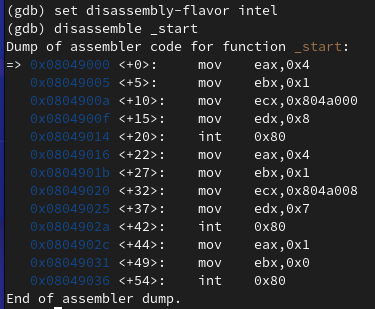 (gdb) set disassembly-flavor intel
(gdb) disassemble _start
Dump of assembler code for function _start:
=> 0x08049000 <+0>: mov eax,0x4
0x08049005 <+5>: mov ebx,0x1
0x0804900a <+10>: mov ecx,0x804a000
0x0804900f <+15>: mov edx,0x8
0x08049014 <+20>: int 0x80
0x08049016 <+22>: mov eax,0x4
0x0804901b <+27>: mov ebx,0x1
0x08049020 <+32>: mov ecx,0x804a008
0x08049025 <+37>: mov edx,0x7
0x0804902a <+42>: int 0x80
0x0804902c <+44>: mov eax,0x1
0x08049031 <+49>: mov ebx,0x0
0x08049036 <+54>: int 0x80
End of assembler dump.